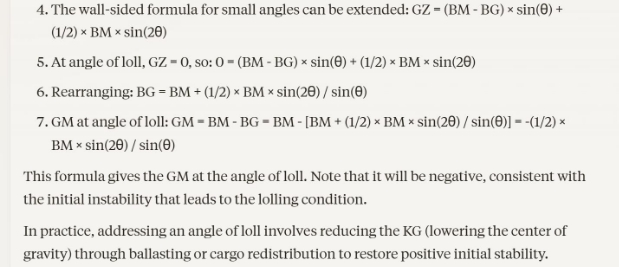 4. The wall-sided formula for small angles can be extended: GZ = (BM - BG) × sin(θ) +
(1/2) × BM × sin(2θ)
5. At angle of loll, GZ = 0, so: 0 = (BM - BG) × sin(θ) + (1/2) × BM × sin(2θ)
6. Rearranging: BG = BM + (1/2) × BM × sin(2θ) / sin(θ)
7. GM at angle of loll: GM = BM - BG = BM - [BM + (1/2) × BM × sin(2θ) / sin(θ)] = -(1/2) ×
BM × sin(2θ) / sin(θ)
This formula gives the GM at the angle of loll. Note that it will be negative, consistent with
the initial instability that leads to the lolling condition.
In practice, addressing an angle of loll involves reducing the KG (lowering the center of
gravity) through ballasting or cargo redistribution to restore positive initial stability.